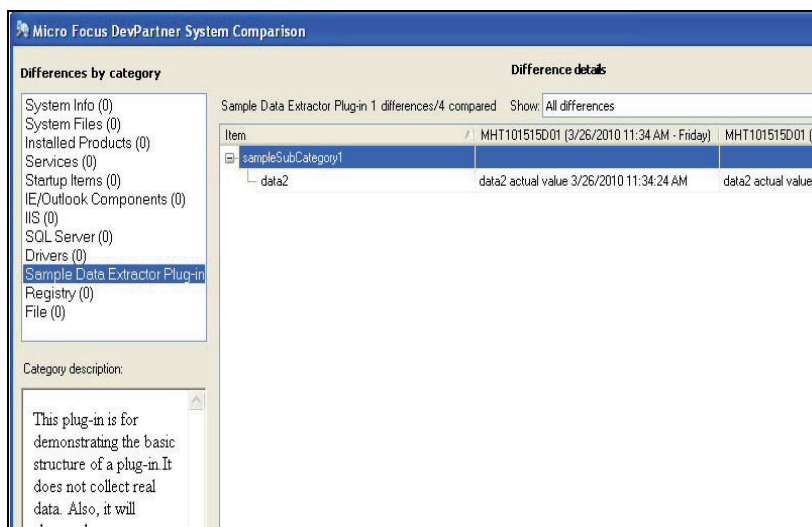 Micro Focus DevPartner System Comparison
Differences by category
System Info (0)
System Files (0)
Installed Products (0)
Services (0)
Startup Items (0)
IE/Outlook Components (0)
IIS (0)
SQL Server (0)
Drivers (0)
Sample Data Extractor Plug-in
Registry (0)
File (0)
Category description:
This plug-in is for
demonstrating the basic
structure of a plug-in.It
does not collect real
data. Also, it will
Difference details
Sample Data Extractor Plug-in 1 differences/4 compared Show: All differences
Item MHT101515D01 (3/26/2010 11:34 AM - Friday) MHT101515D01 (
sampleSubCategory1
data2 data2 actual value 3/26/2010 11:34:24 AM data2 actual value